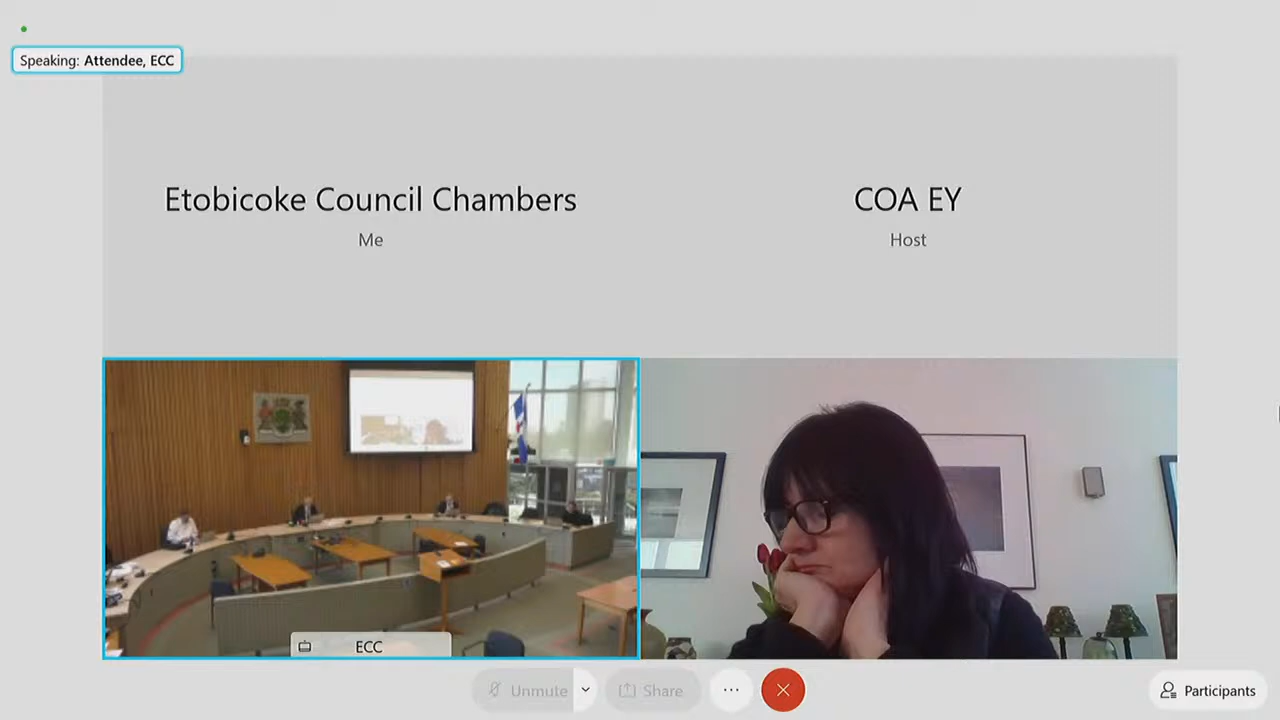 Speaking: Attendee, ECC
Etobicoke Council Chambers
Me
COA EY
Host
ECC
Unmute
Share
Participants